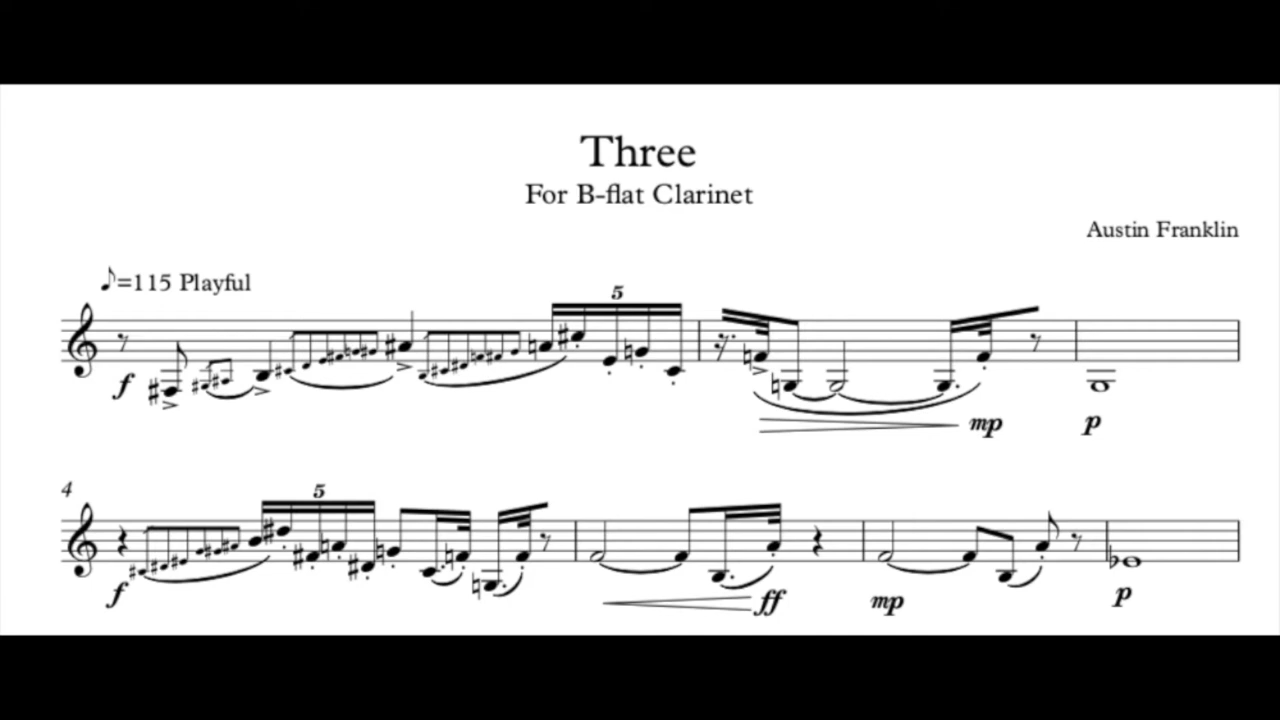 Three
For B-flat Clarinet
Austin Franklin
♪=115 Playful
5
f
mp
p
4
5
f
ff
mp
p